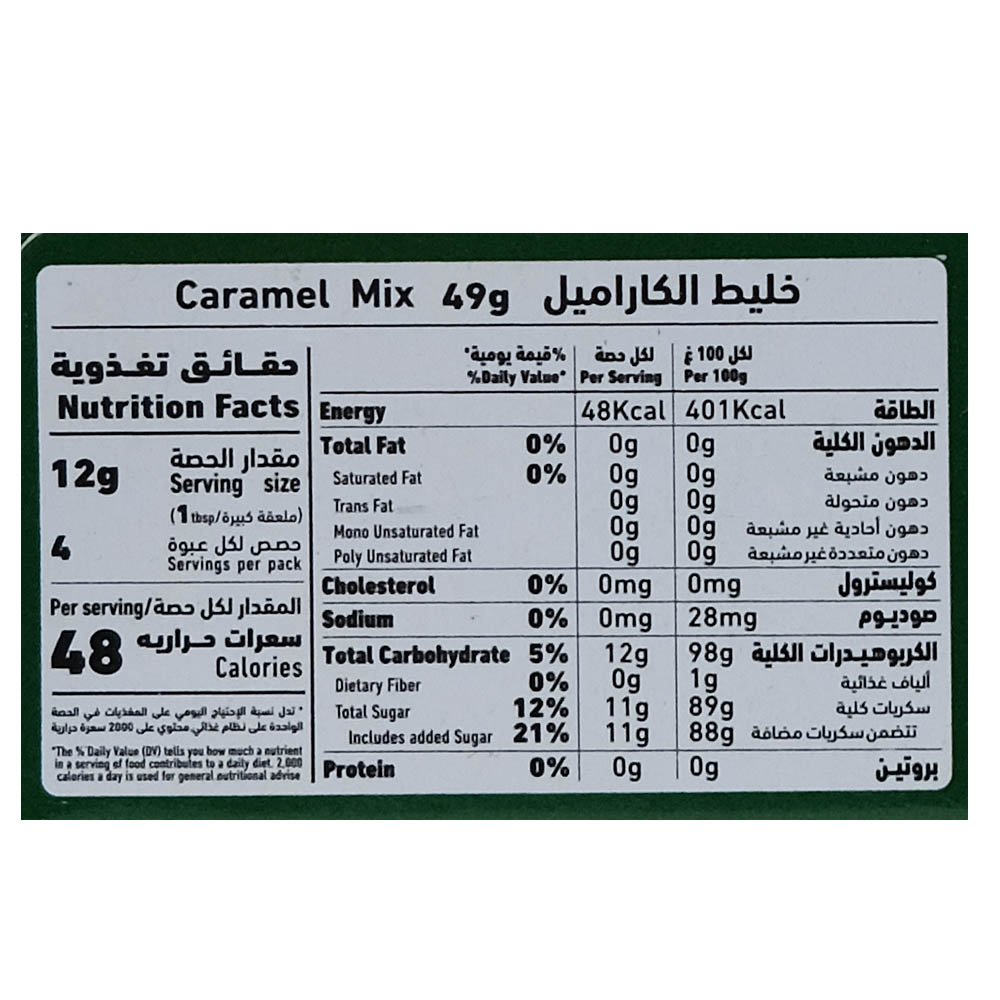 Caramel Mix 49g خليط الكاراميل
حقائق تغذوية
Nutrition Facts
12g مقدار الحصة
Serving size
(ملعقة كبيرة/1 tbsp)
4 حصص لكل عبوة
Servings per pack
Per serving/المقدار لكل حصة
48 سعرات حراريه
Calories
* تدل نسبة الإحتياج اليومي على المغذيات في الحصة
الواحدة على نظام غذائي محتوي على 2000 سعرة حرارية
*The % Daily Value (DV) tells you how much a nutrient
in a serving of food contributes to a daily diet. 2,000
calories a day is used for general nutritional advise
%قيمة يومية* لكل حصة لكل 100 غ
%Daily Value* Per Serving Per 100g
Energy 48Kcal 401Kcal الطاقة
Total Fat 0% 0g 0g الدهون الكلية
Saturated Fat 0% 0g 0g دهون مشبعة
Trans Fat 0g 0g دهون متحولة
Mono Unsaturated Fat 0g 0g دهون أحادية غير مشبعة
Poly Unsaturated Fat 0g 0g دهون متعددة غير مشبعة
Cholesterol 0% 0mg 0mg كوليسترول
Sodium 0% 0mg 28mg صوديوم
Total Carbohydrate 5% 12g 98g الكربوهيدرات الكلية
Dietary Fiber 0% 0g 1g ألياف غذائية
Total Sugar 12% 11g 89g سكريات كلية
Includes added Sugar 21% 11g 88g تتضمن سكريات مضافة
Protein 0% 0g 0g بروتين